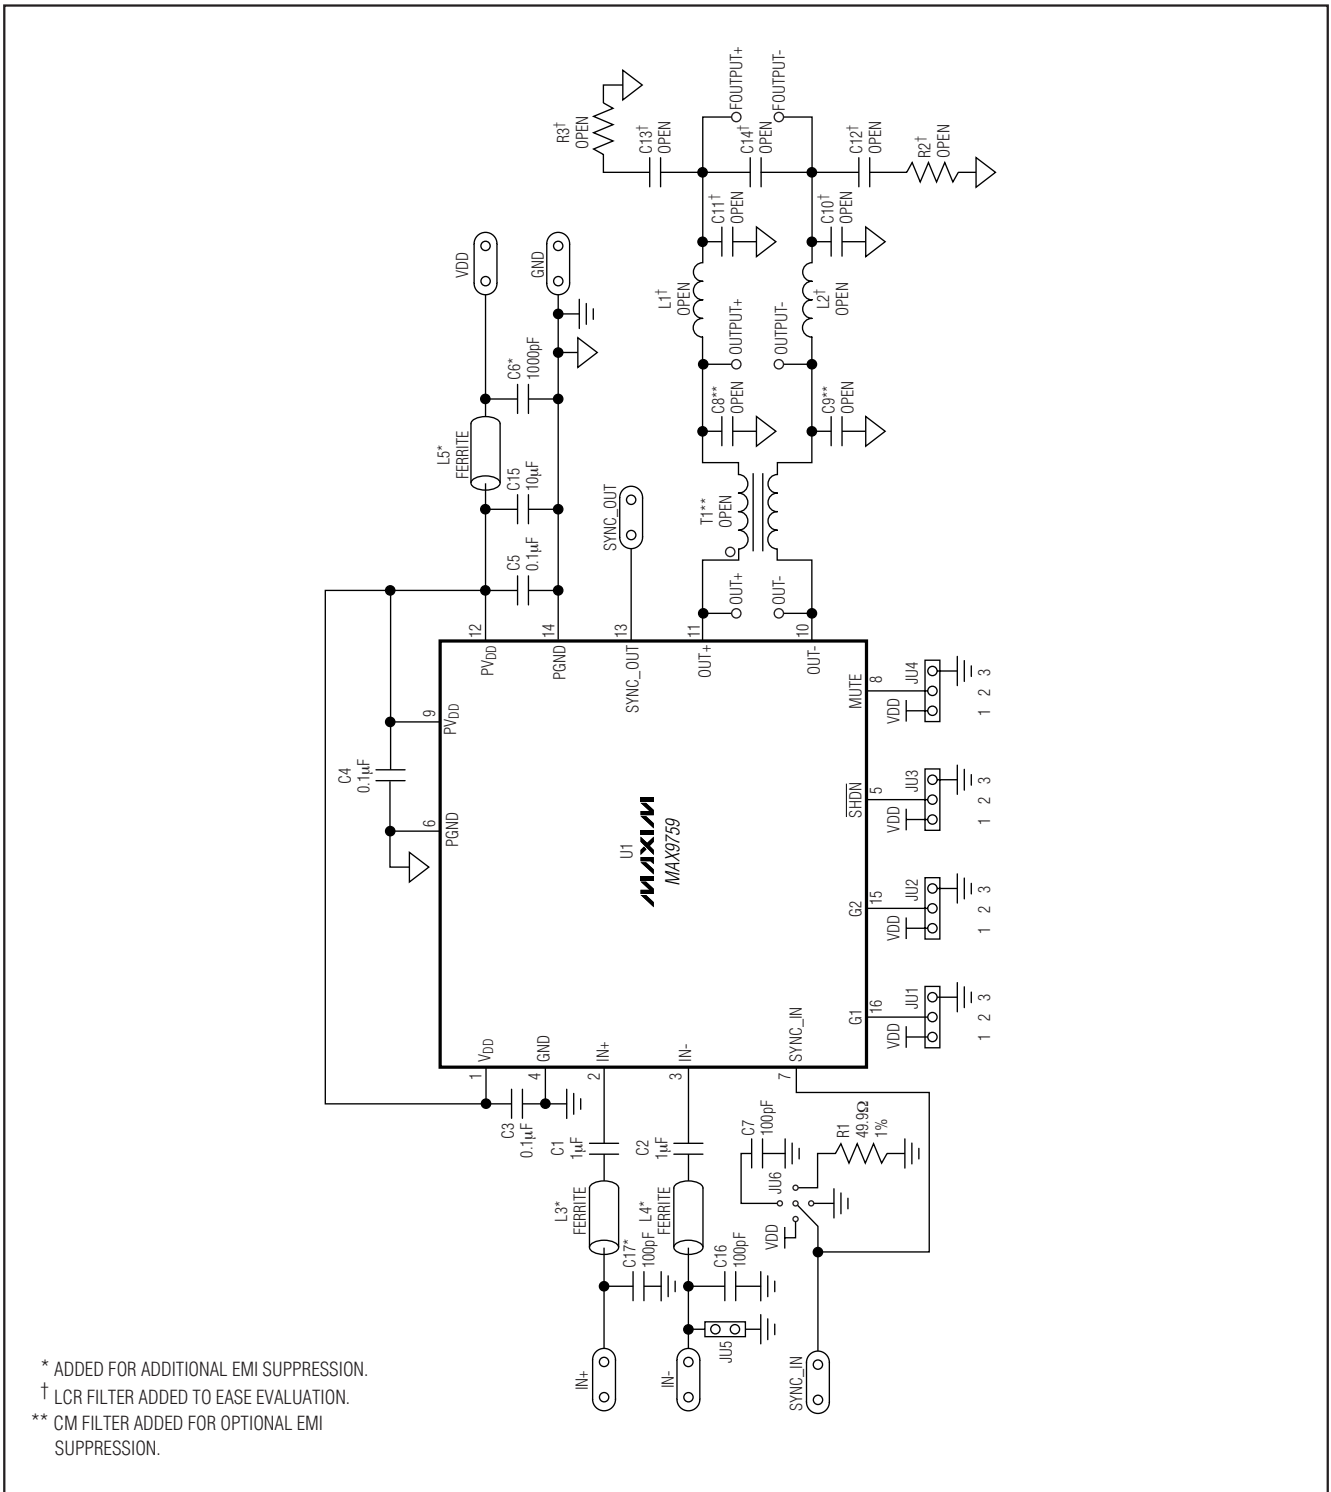 R3†
OPEN
C13†
OPEN
FOUTPUT+
C14†
OPEN
FOUTPUT-
C12†
OPEN
R2†
OPEN
C11†
OPEN
C10†
OPEN
L1†
OPEN
L2†
OPEN
OUTPUT+
OUTPUT-
C8**
OPEN
C9**
OPEN
T1**
OPEN
OUT+
OUT-
VDD
GND
C6*
1000pF
L5*
FERRITE
C15
10µF
C5
0.1µF
SYNC_OUT
C4
0.1µF
12
PVDD
14
PGND
13
SYNC_OUT
11
OUT+
10
OUT-
9
PVDD
6
PGND
U1
MAXIM
MAX9759
MUTE
8
VDD
JU4
1 2 3
SHDN
5
VDD
JU3
1 2 3
G2
15
VDD
JU2
1 2 3
G1
16
VDD
JU1
1 2 3
1
VDD
4
GND
2
IN+
3
IN-
7
SYNC_IN
C3
0.1µF
C1
1µF
C2
1µF
L3*
FERRITE
L4*
FERRITE
C17*
100pF
C16
100pF
C7
100pF
R1
49.9Ω
1%
JU6
VDD
JU5
IN+
IN-
SYNC_IN
* ADDED FOR ADDITIONAL EMI SUPPRESSION.
† LCR FILTER ADDED TO EASE EVALUATION.
** CM FILTER ADDED FOR OPTIONAL EMI
SUPPRESSION.